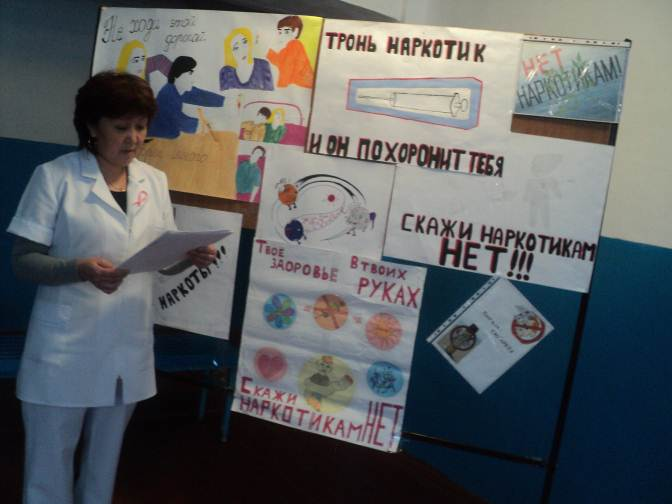 Не ходи этой
дорогой.
ТРОНЬ НАРКОТИК
И ОН ПОХОРОНИТ ТЕБЯ
НЕТ
НАРКОТИКАМ!
СКАЖИ НАРКОТИКАМ
НЕТ!!!
НАРКОТЫ!!!
ТВОЕ
ЗДОРОВЬЕ
В ТВОИХ
РУКАХ
СКАЖИ
НАРКОТИКАМ НЕТ